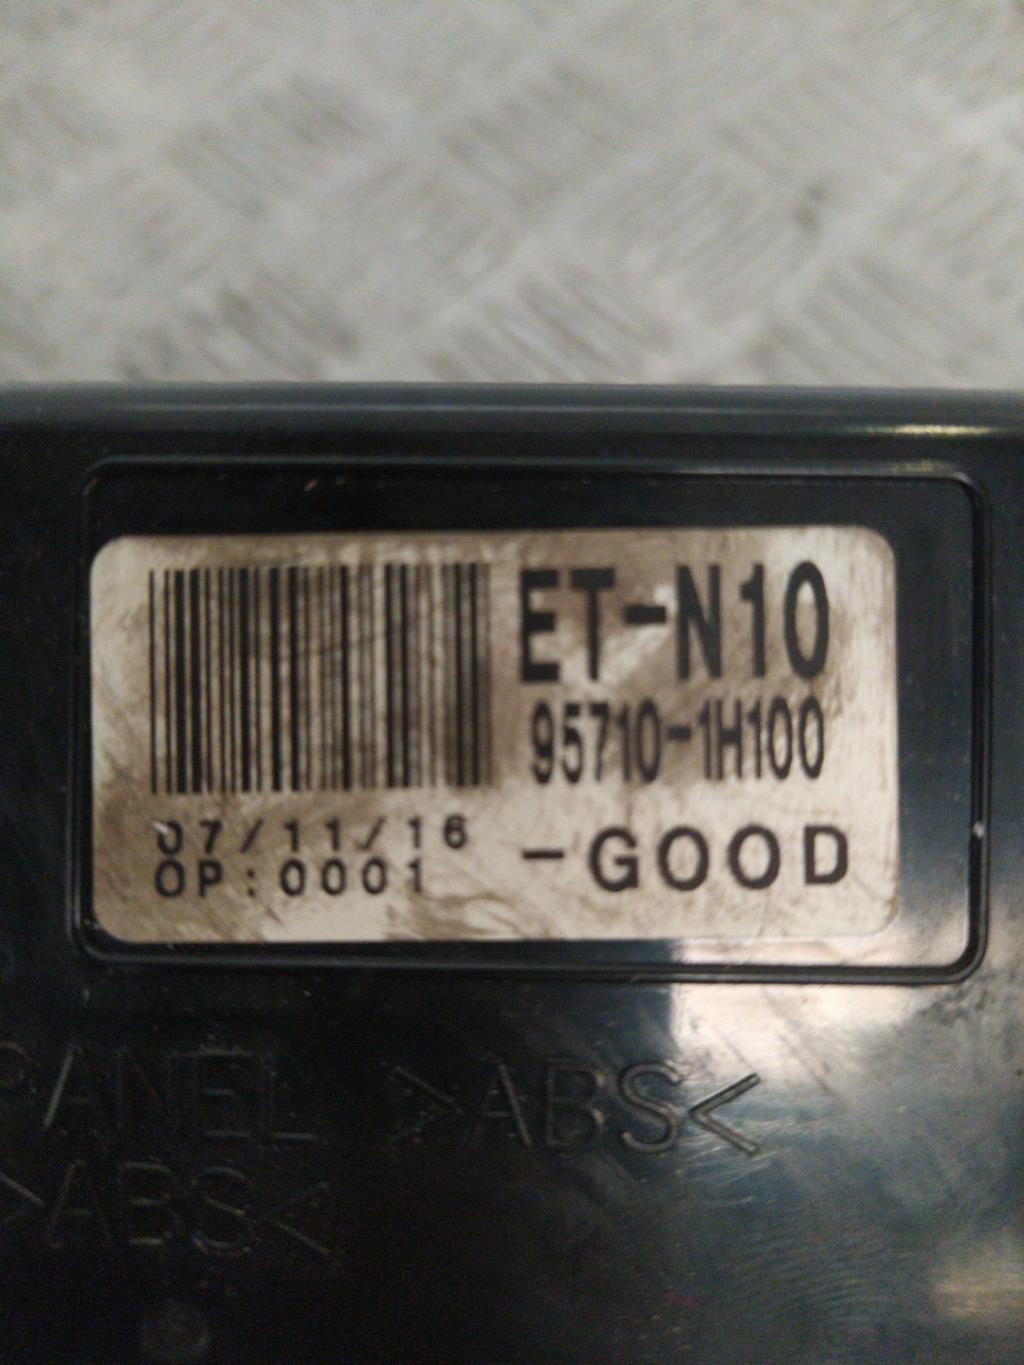 ET-N10
95710-1H100
07/11/16
OP:0001
-GOOD
PANEL >ABS<
>ABS<